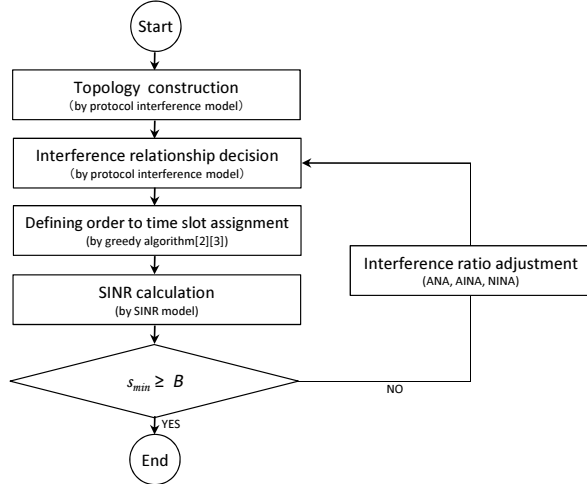 Start
Topology construction
(by protocol interference model)
Interference relationship decision
(by protocol interference model)
Defining order to time slot assignment
(by greedy algorithm[2][3])
Interference ratio adjustment
(ANA, AINA, NINA)
SINR calculation
(by SINR model)
s_min ≥ B
NO
YES
End